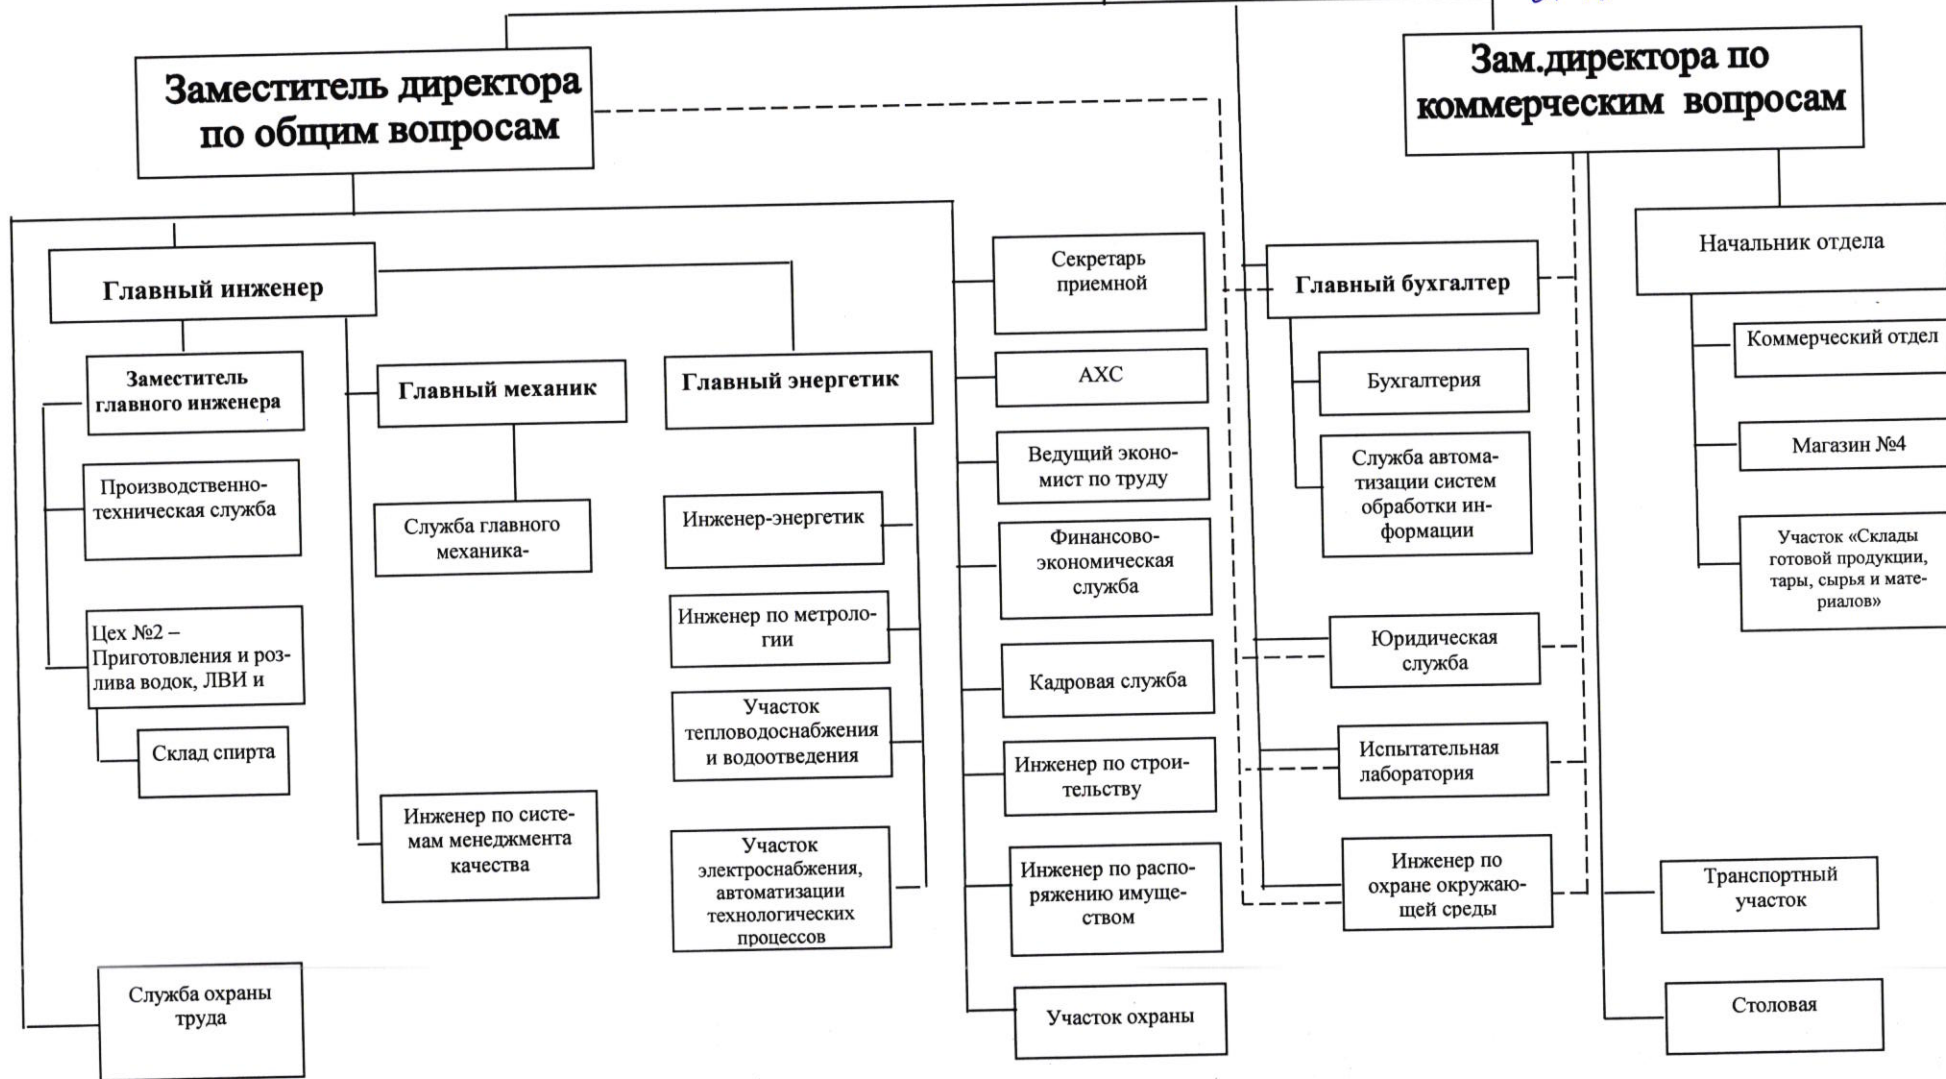 Заместитель директора
по общим вопросам
Зам.директора по
коммерческим вопросам
Главный инженер
Заместитель
главного инженера
Производственно-
техническая служба
Цех №2 –
Приготовления и роз-
лива водок, ЛВИ и
Склад спирта
Служба охраны
труда
Главный механик
Служба главного
механика-
Инженер по систе-
мам менеджмента
качества
Главный энергетик
Инженер-энергетик
Инженер по метроло-
гии
Участок
тепловодоснабжения
и водоотведения
Участок
электроснабжения,
автоматизации
технологических
процессов
Секретарь
приемной
АХС
Ведущий эконо-
мист по труду
Финансово-
экономическая
служба
Кадровая служба
Инженер по строи-
тельству
Инженер по распо-
ряжению имуще-
ством
Участок охраны
Главный бухгалтер
Бухгалтерия
Служба автома-
тизации систем
обработки ин-
формации
Юридическая
служба
Испытательная
лаборатория
Инженер по
охране окружаю-
щей среды
Начальник отдела
Коммерческий отдел
Магазин №4
Участок «Склады
готовой продукции,
тары, сырья и мате-
риалов»
Транспортный
участок
Столовая